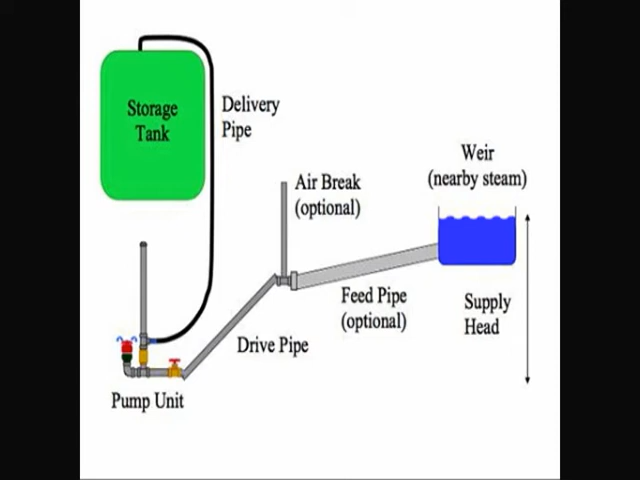 Storage
Tank
Delivery
Pipe
Air Break
(optional)
Weir
(nearby steam)
Feed Pipe
(optional)
Supply
Head
Drive Pipe
Pump Unit